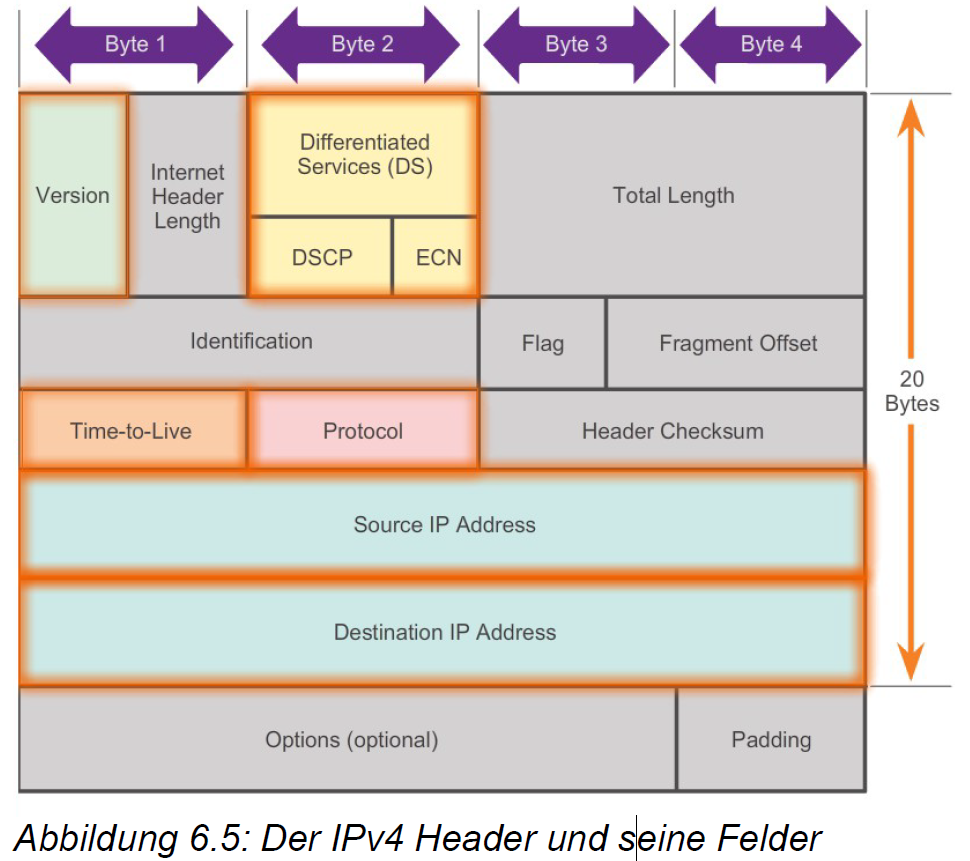 Byte 1 Byte 2 Byte 3 Byte 4
Version
Internet
Header
Length
Differentiated
Services (DS)
DSCP
ECN
Total Length
Identification
Flag
Fragment Offset
Time-to-Live
Protocol
Header Checksum
Source IP Address
Destination IP Address
20
Bytes
Options (optional)
Padding
Abbildung 6.5: Der IPv4 Header und seine Felder